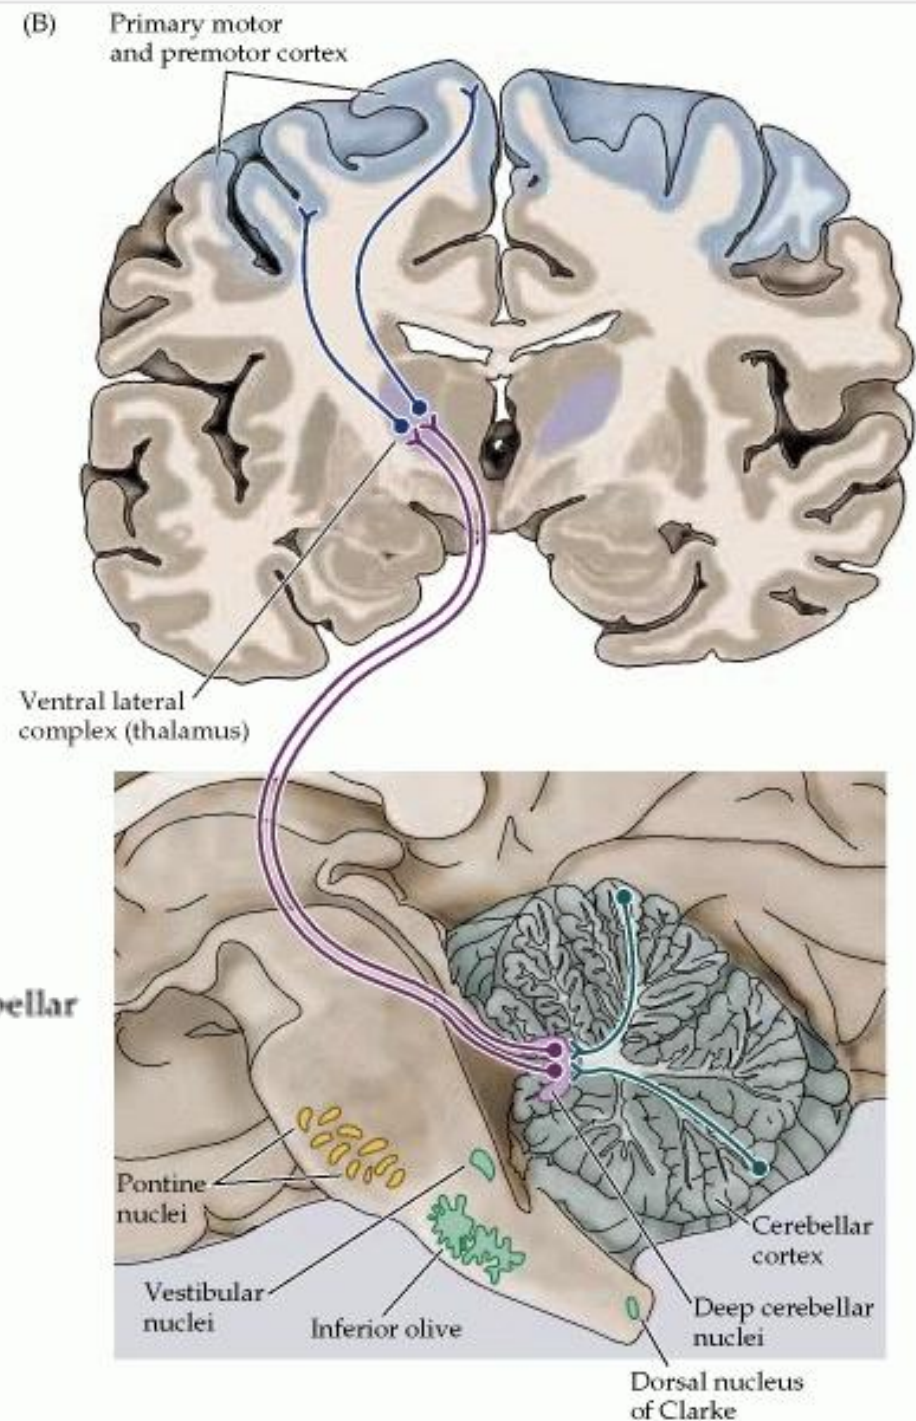 (B)
Primary motor
and premotor cortex
Ventral lateral
complex (thalamus)
bellar
Pontine
nuclei
Vestibular
nuclei
Inferior olive
Cerebellar
cortex
Deep cerebellar
nuclei
Dorsal nucleus
of Clarke